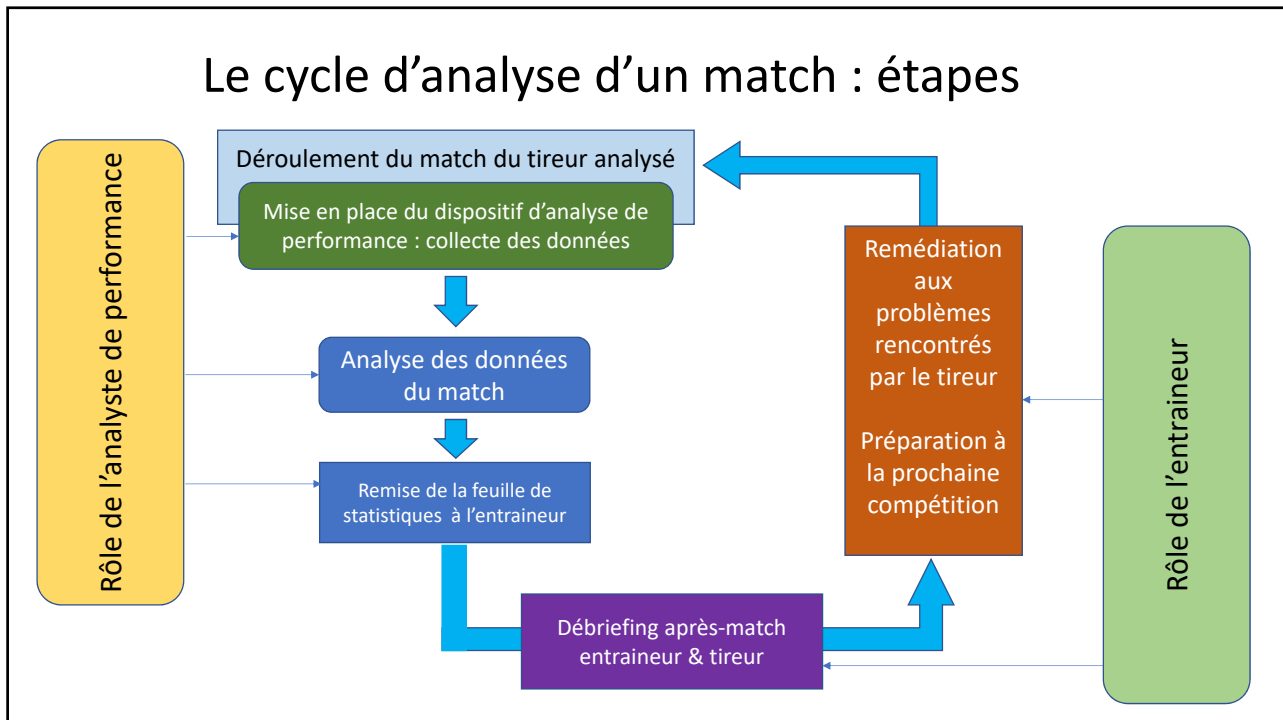 Le cycle d’analyse d’un match : étapes
Rôle de l’analyste de performance
Déroulement du match du tireur analysé
Mise en place du dispositif d’analyse de
performance : collecte des données
Analyse des données
du match
Remise de la feuille de
statistiques à l’entraineur
Débriefing après-match
entraineur & tireur
Remédiation
aux
problèmes
rencontrés
par le tireur
Préparation à
la prochaine
compétition
Rôle de l’entraineur